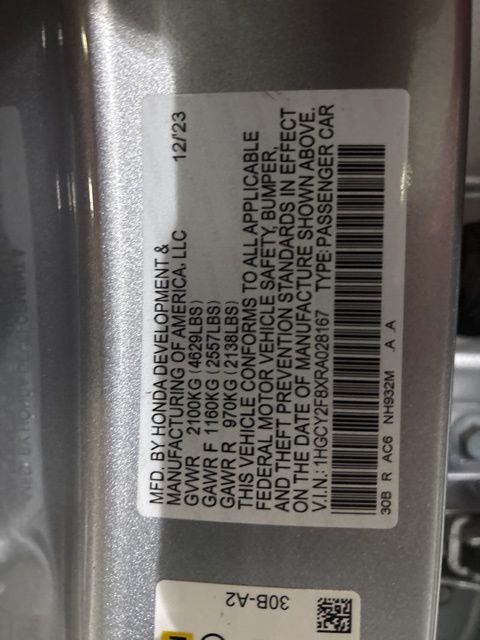 MFD. BY HONDA DEVELOPMENT &
MANUFACTURING OF AMERICA, LLC 12/23
GVWR 2100KG (4629LBS)
GAWR F 1160KG (2557LBS)
GAWR R 970KG (2138LBS)
THIS VEHICLE CONFORMS TO ALL APPLICABLE
FEDERAL MOTOR VEHICLE SAFETY, BUMPER,
AND THEFT PREVENTION STANDARDS IN EFFECT
ON THE DATE OF MANUFACTURE SHOWN ABOVE.
V.I.N.: 1HGCY2F8XRA028167 TYPE: PASSENGER CAR
30B R AC6 NH932M .A .A
30B-A2